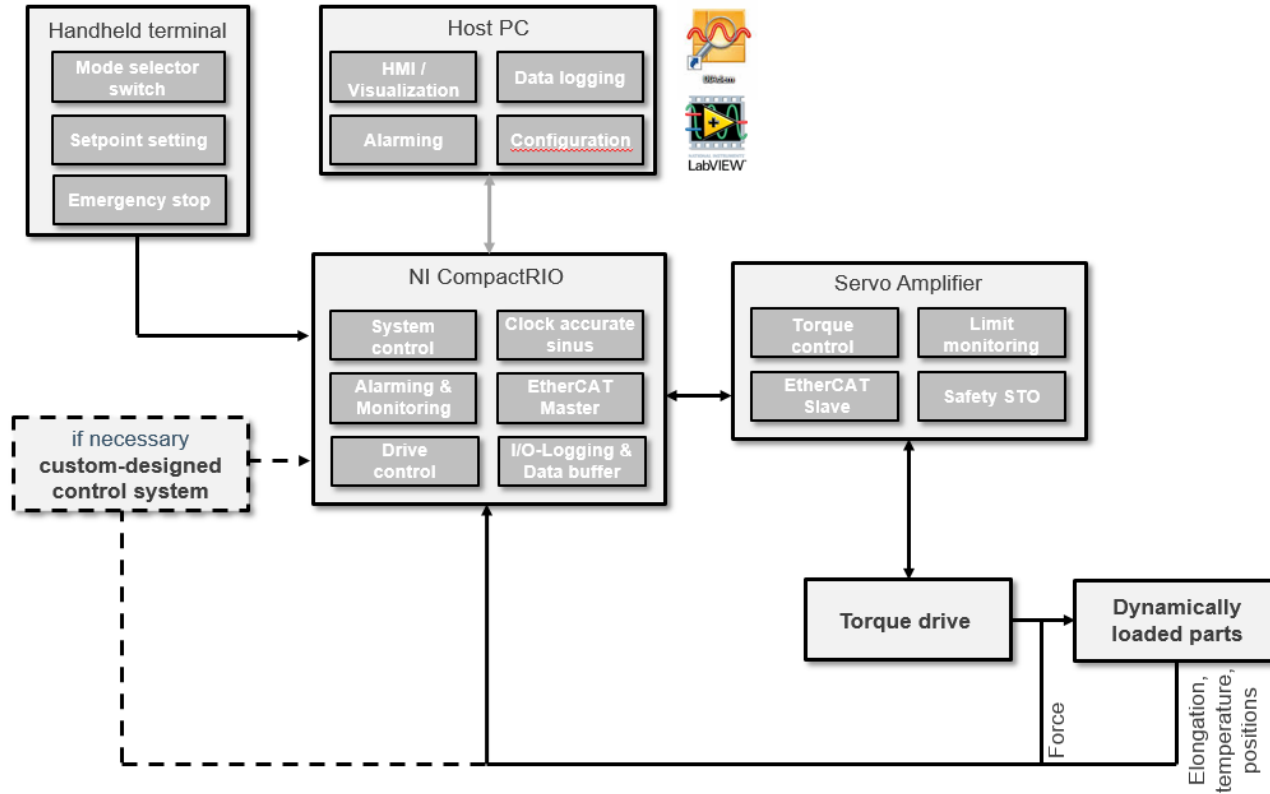 Handheld terminal
Mode selector
switch
Setpoint setting
Emergency stop
Host PC
HMI /
Visualization
Data logging
Alarming
Configuration
LabVIEW
NI CompactRIO
System
control
Clock accurate
sinus
Alarming &
Monitoring
EtherCAT
Master
Drive
control
I/O-Logging &
Data buffer
Servo Amplifier
Torque
control
Limit
monitoring
EtherCAT
Slave
Safety STO
if necessary
custom-designed
control system
Torque drive
Dynamically
loaded parts
Force
Elongation,
temperature,
positions